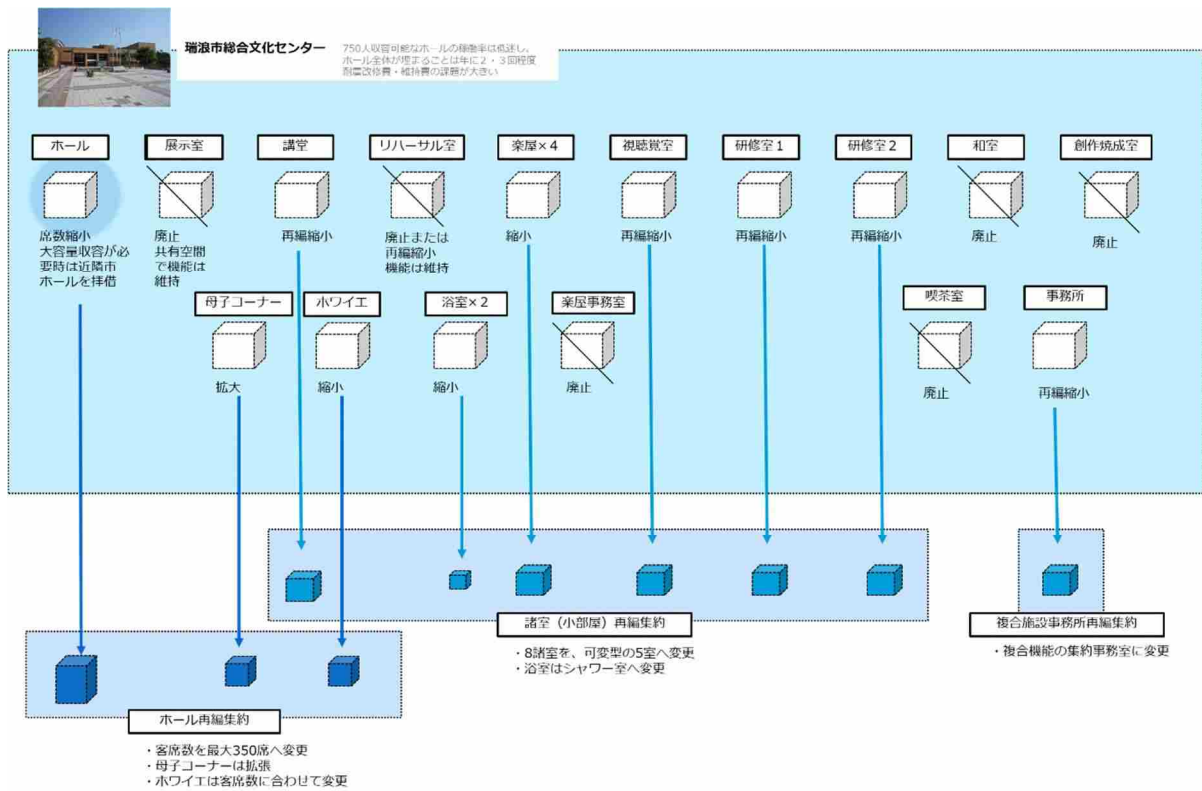 瑞浪市総合文化センター
750人収容可能なホールの稼働率は低迷し、
ホール全体が埋まることは年に2・3回程度
耐震改修費・維持費の課題が大きい
ホール
展示室
講堂
リハーサル室
楽屋×4
視聴覚室
研修室1
研修室2
和室
創作焼成室
席数縮小
大容量収容が必
要時は近隣市
ホールを拝借
廃止
共有空間
で機能は
維持
再編縮小
廃止または
再編縮小
機能は維持
縮小
再編縮小
再編縮小
再編縮小
廃止
廃止
母子コーナー
ホワイエ
浴室×2
楽屋事務室
喫茶室
事務所
拡大
縮小
縮小
廃止
廃止
再編縮小
諸室（小部屋）再編集約
・8諸室を、可変型の5室へ変更
・浴室はシャワー室へ変更
複合施設事務所再編集約
・複合機能の集約事務室に変更
ホール再編集約
・客席数を最大350席へ変更
・母子コーナーは拡張
・ホワイエは客席数に合わせて変更